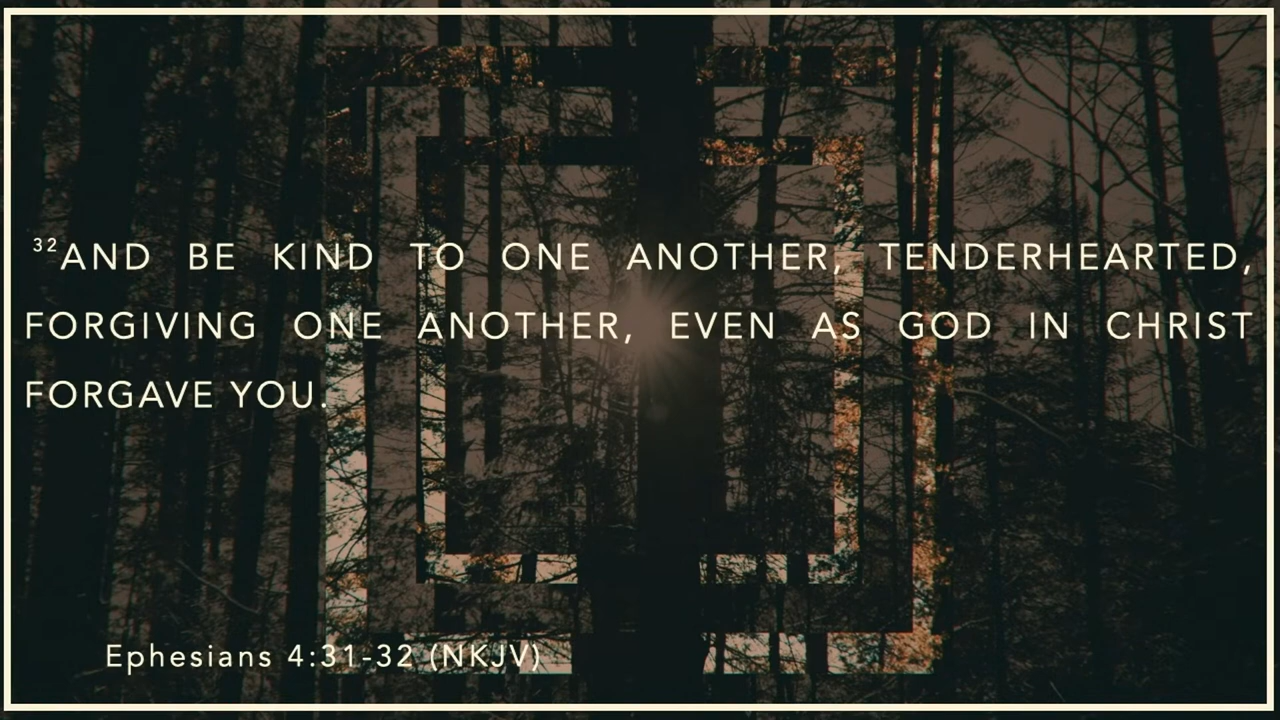 ³²AND BE KIND TO ONE ANOTHER, TENDERHEARTED,
FORGIVING ONE ANOTHER, EVEN AS GOD IN CHRIST
FORGAVE YOU.
Ephesians 4:31-32 (NKJV)